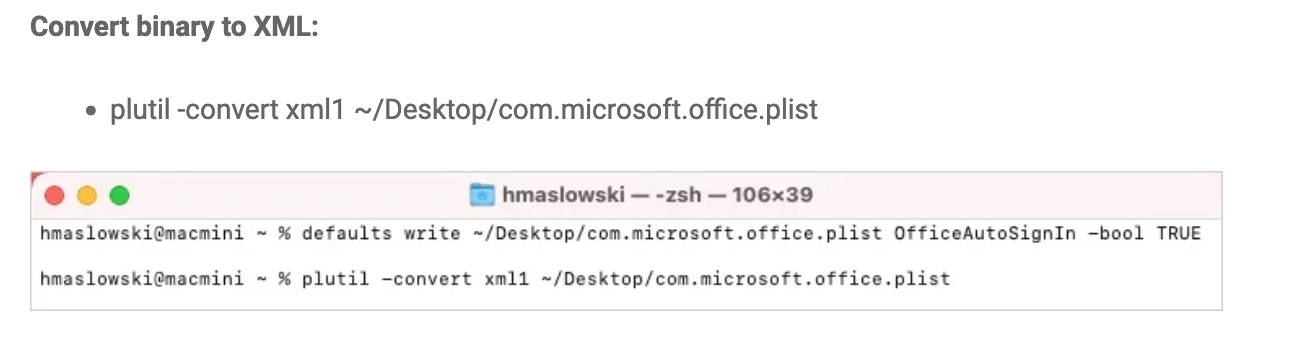 Convert binary to XML:
• plutil -convert xml1 ~/Desktop/com.microsoft.office.plist
hmaslowski — -zsh — 106×39
hmaslowski@macmini ~ % defaults write ~/Desktop/com.microsoft.office.plist OfficeAutoSignIn -bool TRUE
hmaslowski@macmini ~ % plutil -convert xml1 ~/Desktop/com.microsoft.office.plist